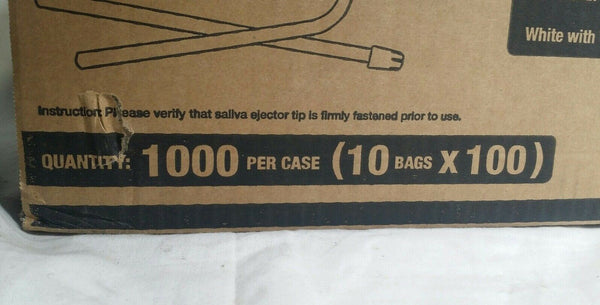 White with
Instruction: Please verify that saliva ejector tip is firmly fastened prior to use.
QUANTITY: 1000 PER CASE (10 BAGS X 100)